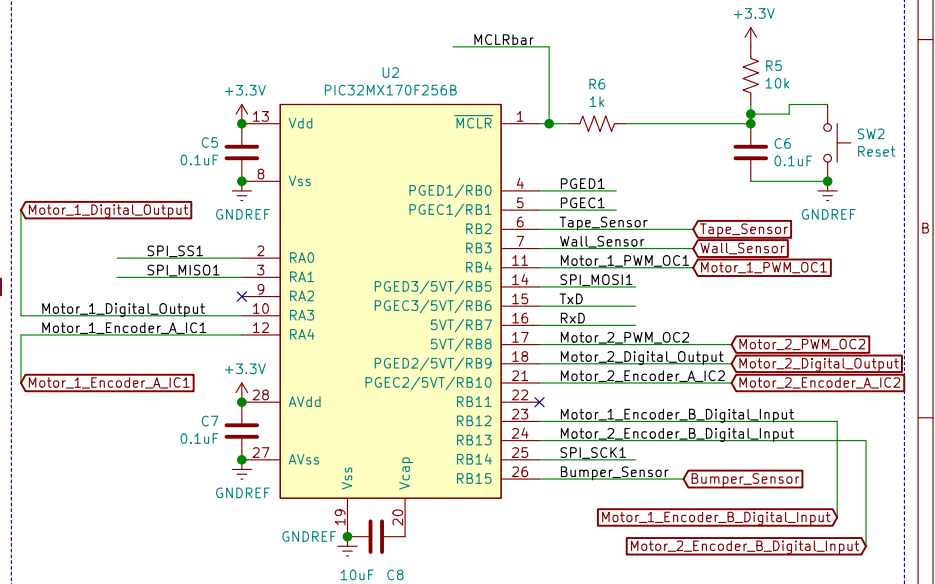 +3.3V
MCLRbar
R5
10k
U2
PIC32MX170F256B
+3.3V
R6
1k
13
Vdd
MCLR
1
SW2
Reset
C5
0.1uF
C6
0.1uF
8
Vss
GNDREF
GNDREF
PGED1/RB0
4
PGED1
PGEC1/RB1
5
PGEC1
Motor_1_Digital_Output
RB2
6
Tape_Sensor
Tape_Sensor
RB3
7
Wall_Sensor
Wall_Sensor
SPI_SS1
2
RA0
RB4
11
Motor_1_PWM_OC1
Motor_1_PWM_OC1
SPI_MISO1
3
RA1
PGED3/5VT/RB5
14
SPI_MOSI1
9
RA2
PGEC3/5VT/RB6
15
TxD
Motor_1_Digital_Output
10
RA3
5VT/RB7
16
RxD
Motor_1_Encoder_A_IC1
12
RA4
5VT/RB8
17
Motor_2_PWM_OC2
Motor_2_PWM_OC2
PGED2/5VT/RB9
18
Motor_2_Digital_Output
Motor_2_Digital_Output
+3.3V
Motor_1_Encoder_A_IC1
PGEC2/5VT/RB10
21
Motor_2_Encoder_A_IC2
Motor_2_Encoder_A_IC2
28
AVdd
RB11
22
C7
0.1uF
RB12
23
Motor_1_Encoder_B_Digital_Input
RB13
24
Motor_2_Encoder_B_Digital_Input
27
AVss
RB14
25
SPI_SCK1
RB15
26
Bumper_Sensor
Bumper_Sensor
GNDREF
Vss
Vcap
19
20
Motor_1_Encoder_B_Digital_Input
GNDREF
Motor_2_Encoder_B_Digital_Input
10uF C8
B